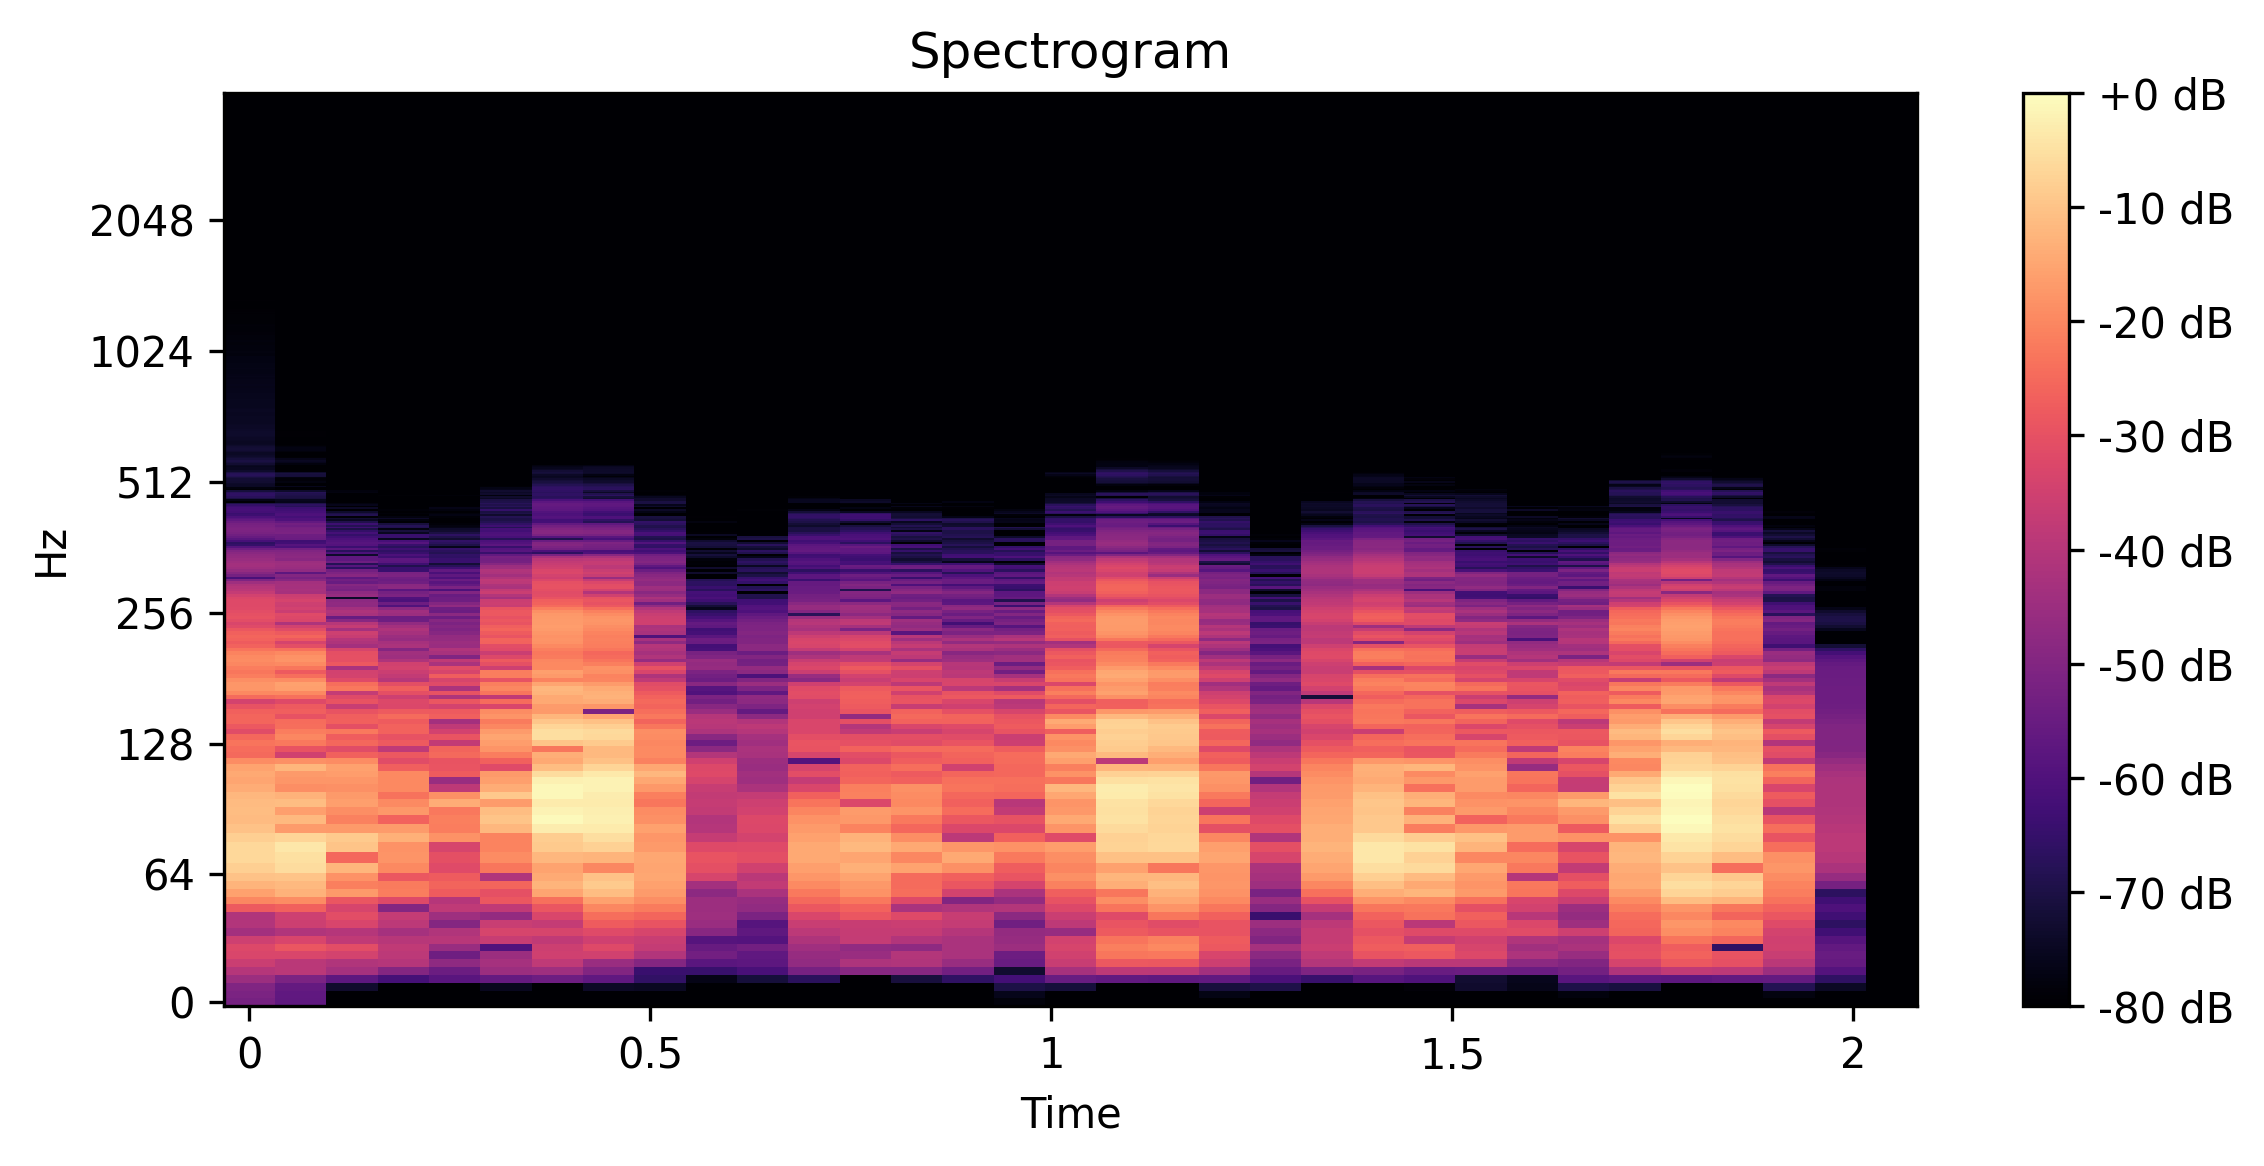 Spectrogram
+0 dB
2048
-10 dB
-20 dB
1024
-30 dB
512
-40 dB
Hz
256
-50 dB
128
-60 dB
64
-70 dB
0
-80 dB
0 0.5 1 1.5 2
Time